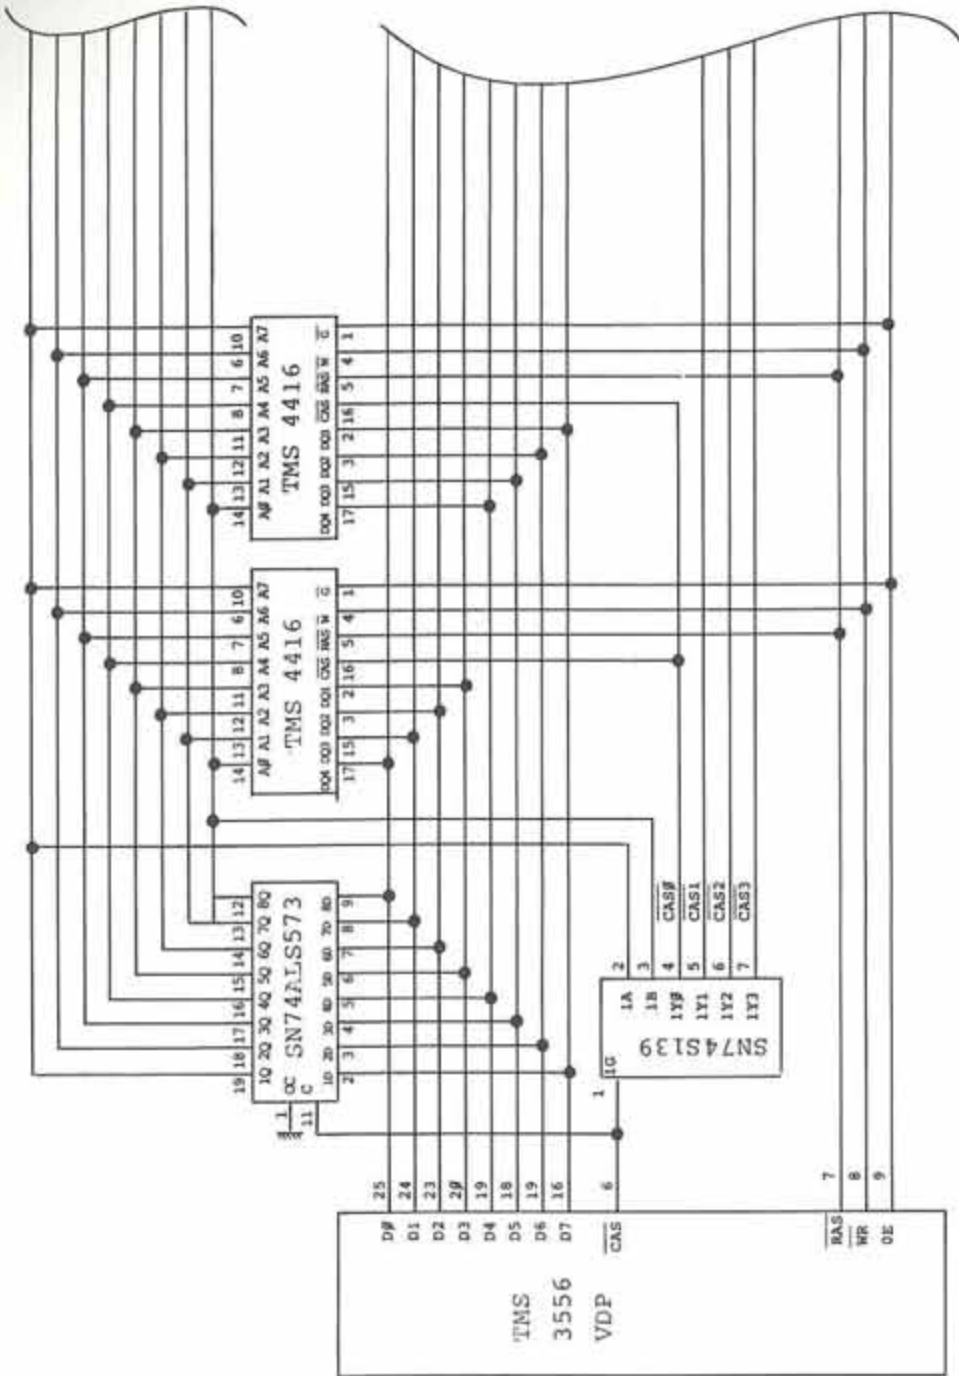 10 6 7 8 11 12 13 14
A7 A6 A5 A4 A3 A2 A1 AØ
TMS 4416
G W RAS CAS DQ1 DQ2 DQ3 DQ4
1 4 5 16 2 3 15 17
10 6 7 8 11 12 13 14
A7 A6 A5 A4 A3 A2 A1 AØ
TMS 4416
G W RAS CAS DQ1 DQ2 DQ3 DQ4
1 4 5 16 2 3 15 17
19 18 17 16 15 14 13 12
1Q 2Q 3Q 4Q 5Q 6Q 7Q 8Q
SN74ALS573
OC
C
1
11
1D 2D 3D 4D 5D 6D 7D 8D
2 3 4 5 6 7 8 9
CASØ
CAS1
CAS2
CAS3
2 3 4 5 6 7
1A
1B
1YØ
1Y1
1Y2
1Y3
1G
1
SN74S139
25 24 23 2Ø 19 18 19 16
DØ D1 D2 D3 D4 D5 D6 D7
6
CAS
7 8 9
RAS
WR
OE
TMS
3556
VDP